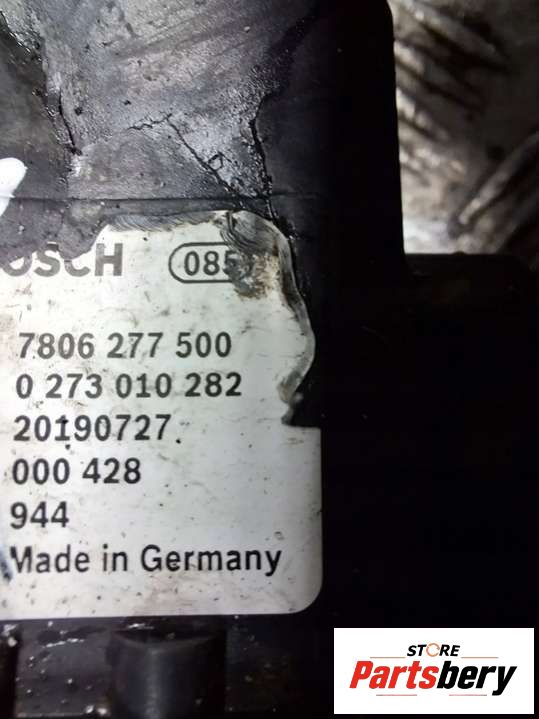 OSCH 085
7806 277 500
0 273 010 282
20190727
000 428
944
Made in Germany
STORE
Partsbery